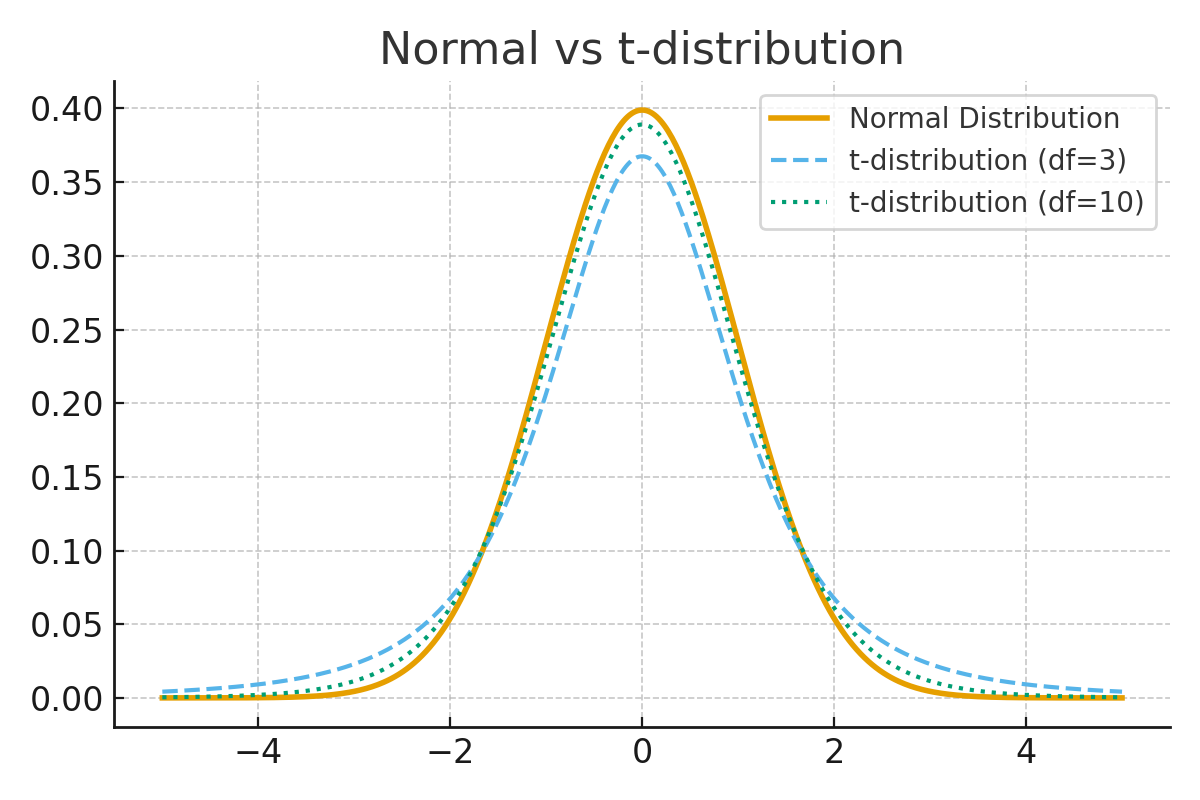 Normal vs t-distribution
Normal Distribution
t-distribution (df=3)
t-distribution (df=10)
0.40
0.35
0.30
0.25
0.20
0.15
0.10
0.05
0.00
−4 −2 0 2 4